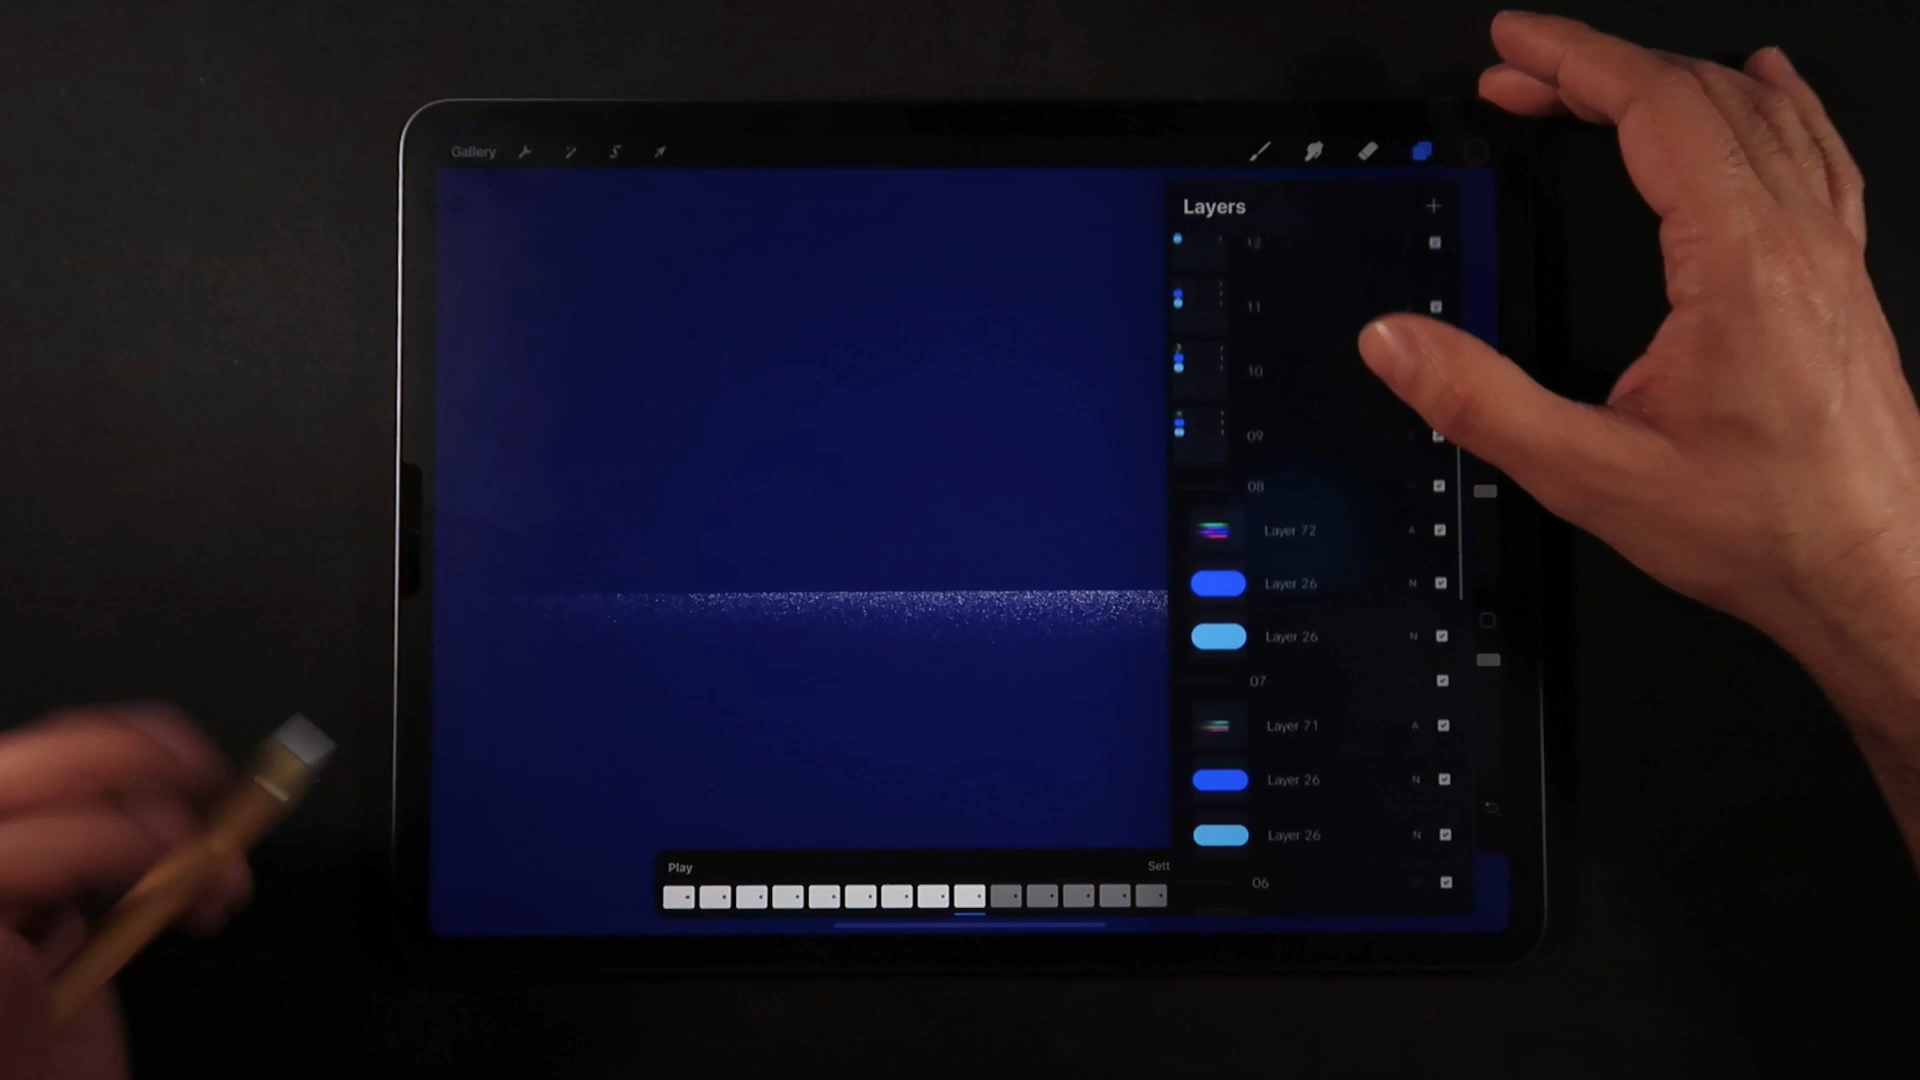 Gallery
Layers
12
11
10
09
08
Layer 72 A
Layer 26 N
Layer 26 N
07
Layer 71 A
Layer 26 N
Layer 26 N
06
Play Sett